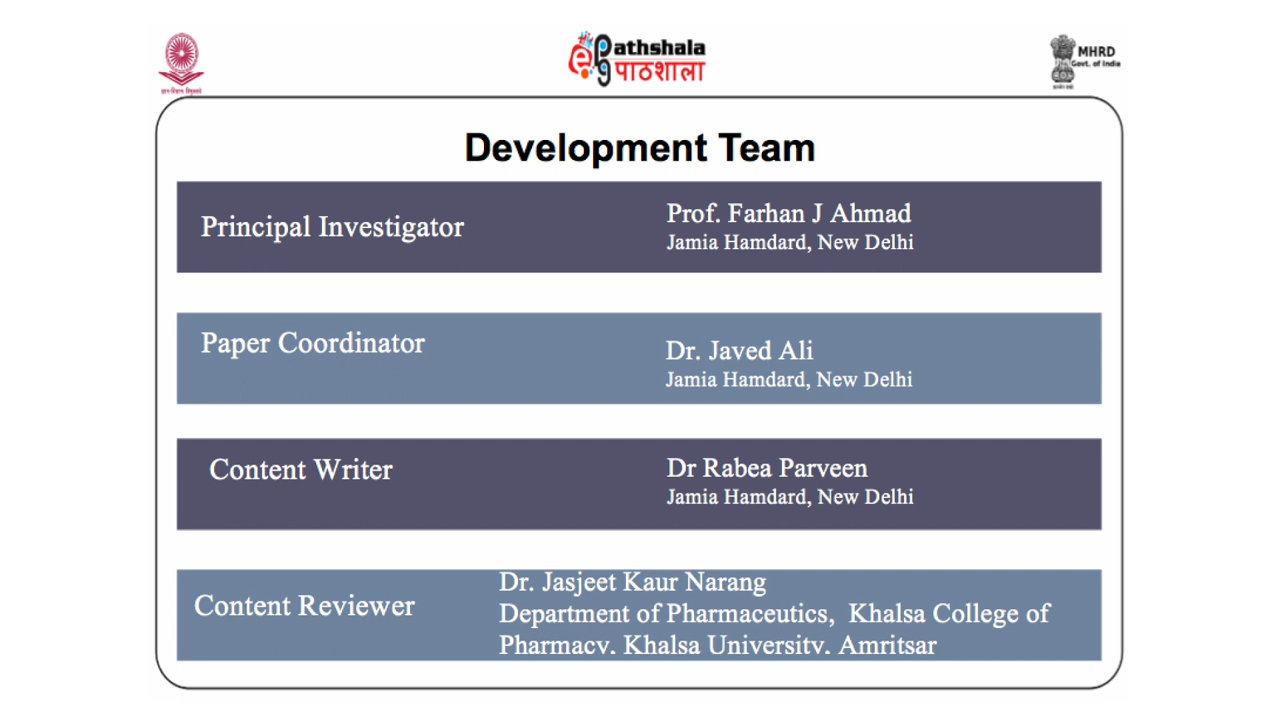 Pathshala
पाठशाला
MHRD
Govt. of India
Development Team
Principal Investigator
Prof. Farhan J Ahmad
Jamia Hamdard, New Delhi
Paper Coordinator
Dr. Javed Ali
Jamia Hamdard, New Delhi
Content Writer
Dr Rabea Parveen
Jamia Hamdard, New Delhi
Content Reviewer
Dr. Jasjeet Kaur Narang
Department of Pharmaceutics, Khalsa College of
Pharmacy, Khalsa University, Amritsar